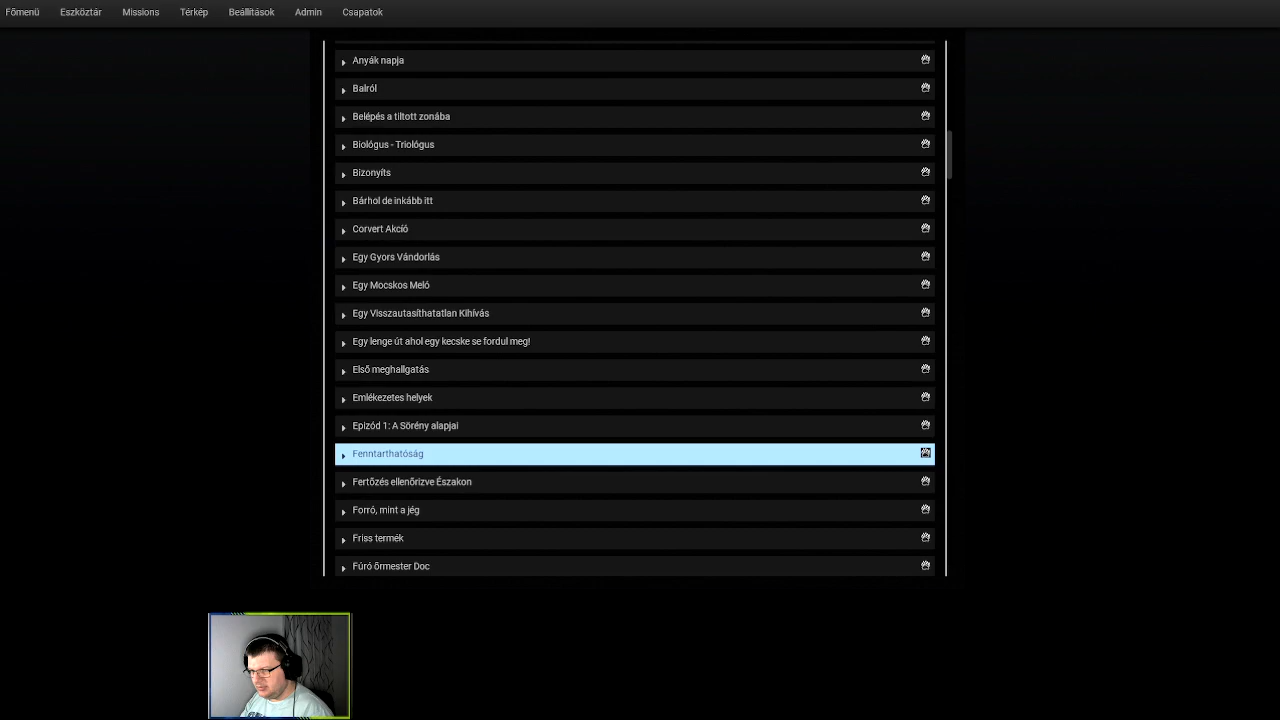 Főmenü Eszköztár Missions Térkép Beállítások Admin Csapatok
Anyák napja
Balról
Belépés a tiltott zonába
Biológus - Triológus
Bizonyíts
Bárhol de inkább itt
Corvert Akció
Egy Gyors Vándorlás
Egy Mocskos Meló
Egy Visszautasíthatatlan Kihívás
Egy lenge út ahol egy kecske se fordul meg!
Első meghallgatás
Emlékezetes helyek
Epizód 1: A Sörény alapjai
Fenntarthatóság
Fertőzés ellenőrizve Északon
Forró, mint a jég
Friss termék
Fúró őrmester Doc